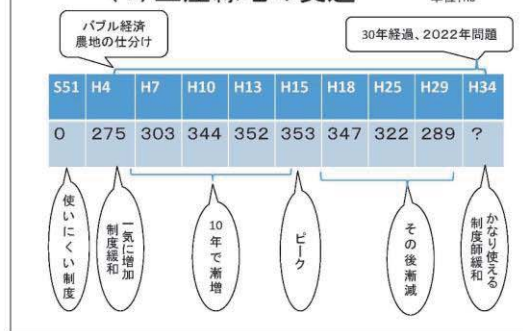 バブル経済
農地の仕分け
30年経過、2022年問題
S51 H4 H7 H10 H13 H15 H18 H25 H29 H34
0 275 303 344 352 353 347 322 289 ?
使いにくい制度
一気に増加
制度緩和
10年で漸増
ピーク
その後漸減
かなり使える
制度師緩和